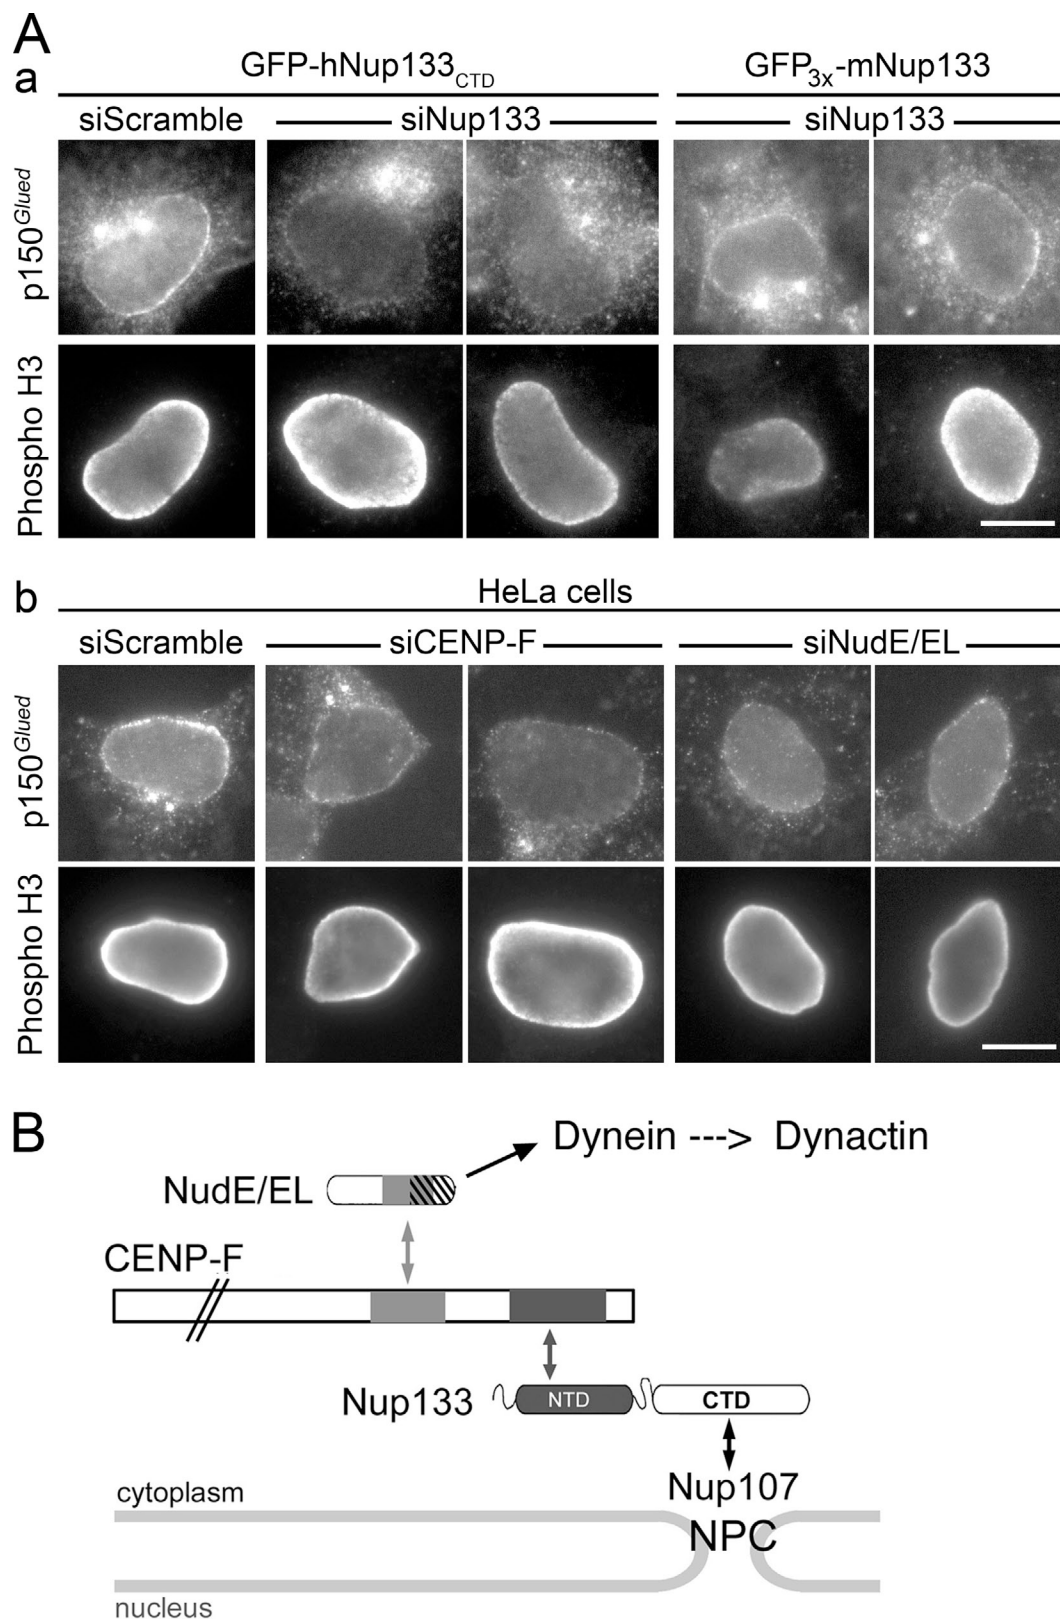 A
a
GFP-hNup133CTD
GFP3x-mNup133
siScramble
siNup133
siNup133
p150Glued
Phospho H3
b
HeLa cells
siScramble
siCENP-F
siNudE/EL
p150Glued
Phospho H3
B
Dynein ---> Dynactin
NudE/EL
CENP-F
Nup133
NTD
CTD
Nup107
cytoplasm
NPC
nucleus